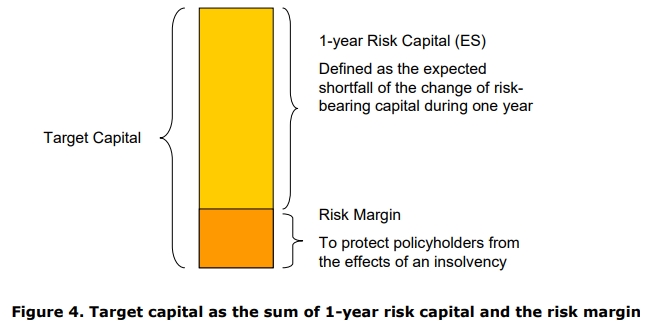 1-year Risk Capital (ES)
Defined as the expected
shortfall of the change of risk-
bearing capital during one year
Target Capital
Risk Margin
To protect policyholders from
the effects of an insolvency
Figure 4. Target capital as the sum of 1-year risk capital and the risk margin